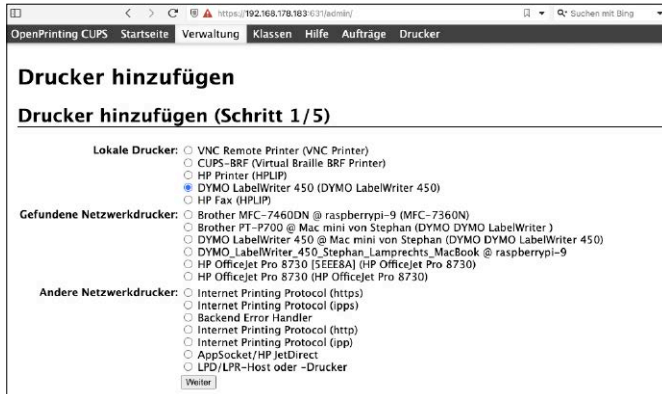 https://192.168.178.183:631/admin/
Suchen mit Bing
OpenPrinting CUPS Startseite Verwaltung Klassen Hilfe Aufträge Drucker
Drucker hinzufügen
Drucker hinzufügen (Schritt 1/5)
Lokale Drucker: VNC Remote Printer (VNC Printer)
CUPS-BRF (Virtual Braille BRF Printer)
HP Printer (HPLIP)
DYMO LabelWriter 450 (DYMO LabelWriter 450)
HP Fax (HPLIP)
Gefundene Netzwerkdrucker: Brother MFC-7460DN @ raspberrypi-9 (MFC-7360N)
Brother PT-P700 @ Mac mini von Stephan (DYMO DYMO LabelWriter )
DYMO LabelWriter 450 @ Mac mini von Stephan (DYMO DYMO LabelWriter 450)
DYMO_LabelWriter_450_Stephan_Lamprechts_MacBook @ raspberrypi-9
HP OfficeJet Pro 8730 [5EEE8A] (HP OfficeJet Pro 8730)
HP OfficeJet Pro 8730 (HP OfficeJet Pro 8730)
Andere Netzwerkdrucker: Internet Printing Protocol (https)
Internet Printing Protocol (ipps)
Backend Error Handler
Internet Printing Protocol (http)
Internet Printing Protocol (ipp)
AppSocket/HP JetDirect
LPD/LPR-Host oder -Drucker
Weiter